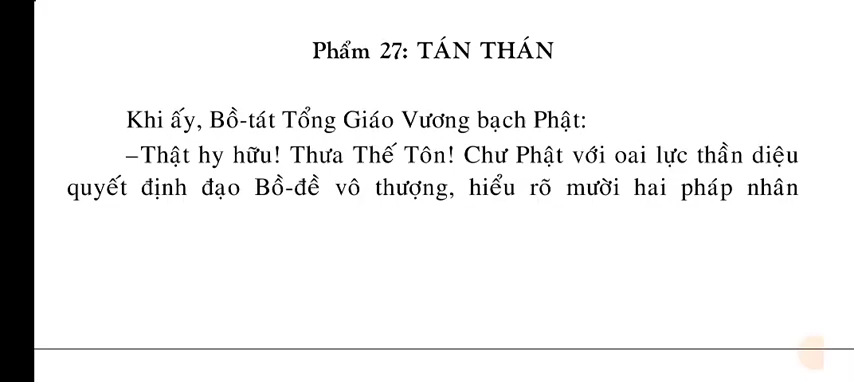 Phẩm 27: TÁN THÁN
Khi ấy, Bồ-tát Tổng Giáo Vương bạch Phật:
–Thật hy hữu! Thưa Thế Tôn! Chư Phật với oai lực thần diệu
quyết định đạo Bồ-đề vô thượng, hiểu rõ mười hai pháp nhân